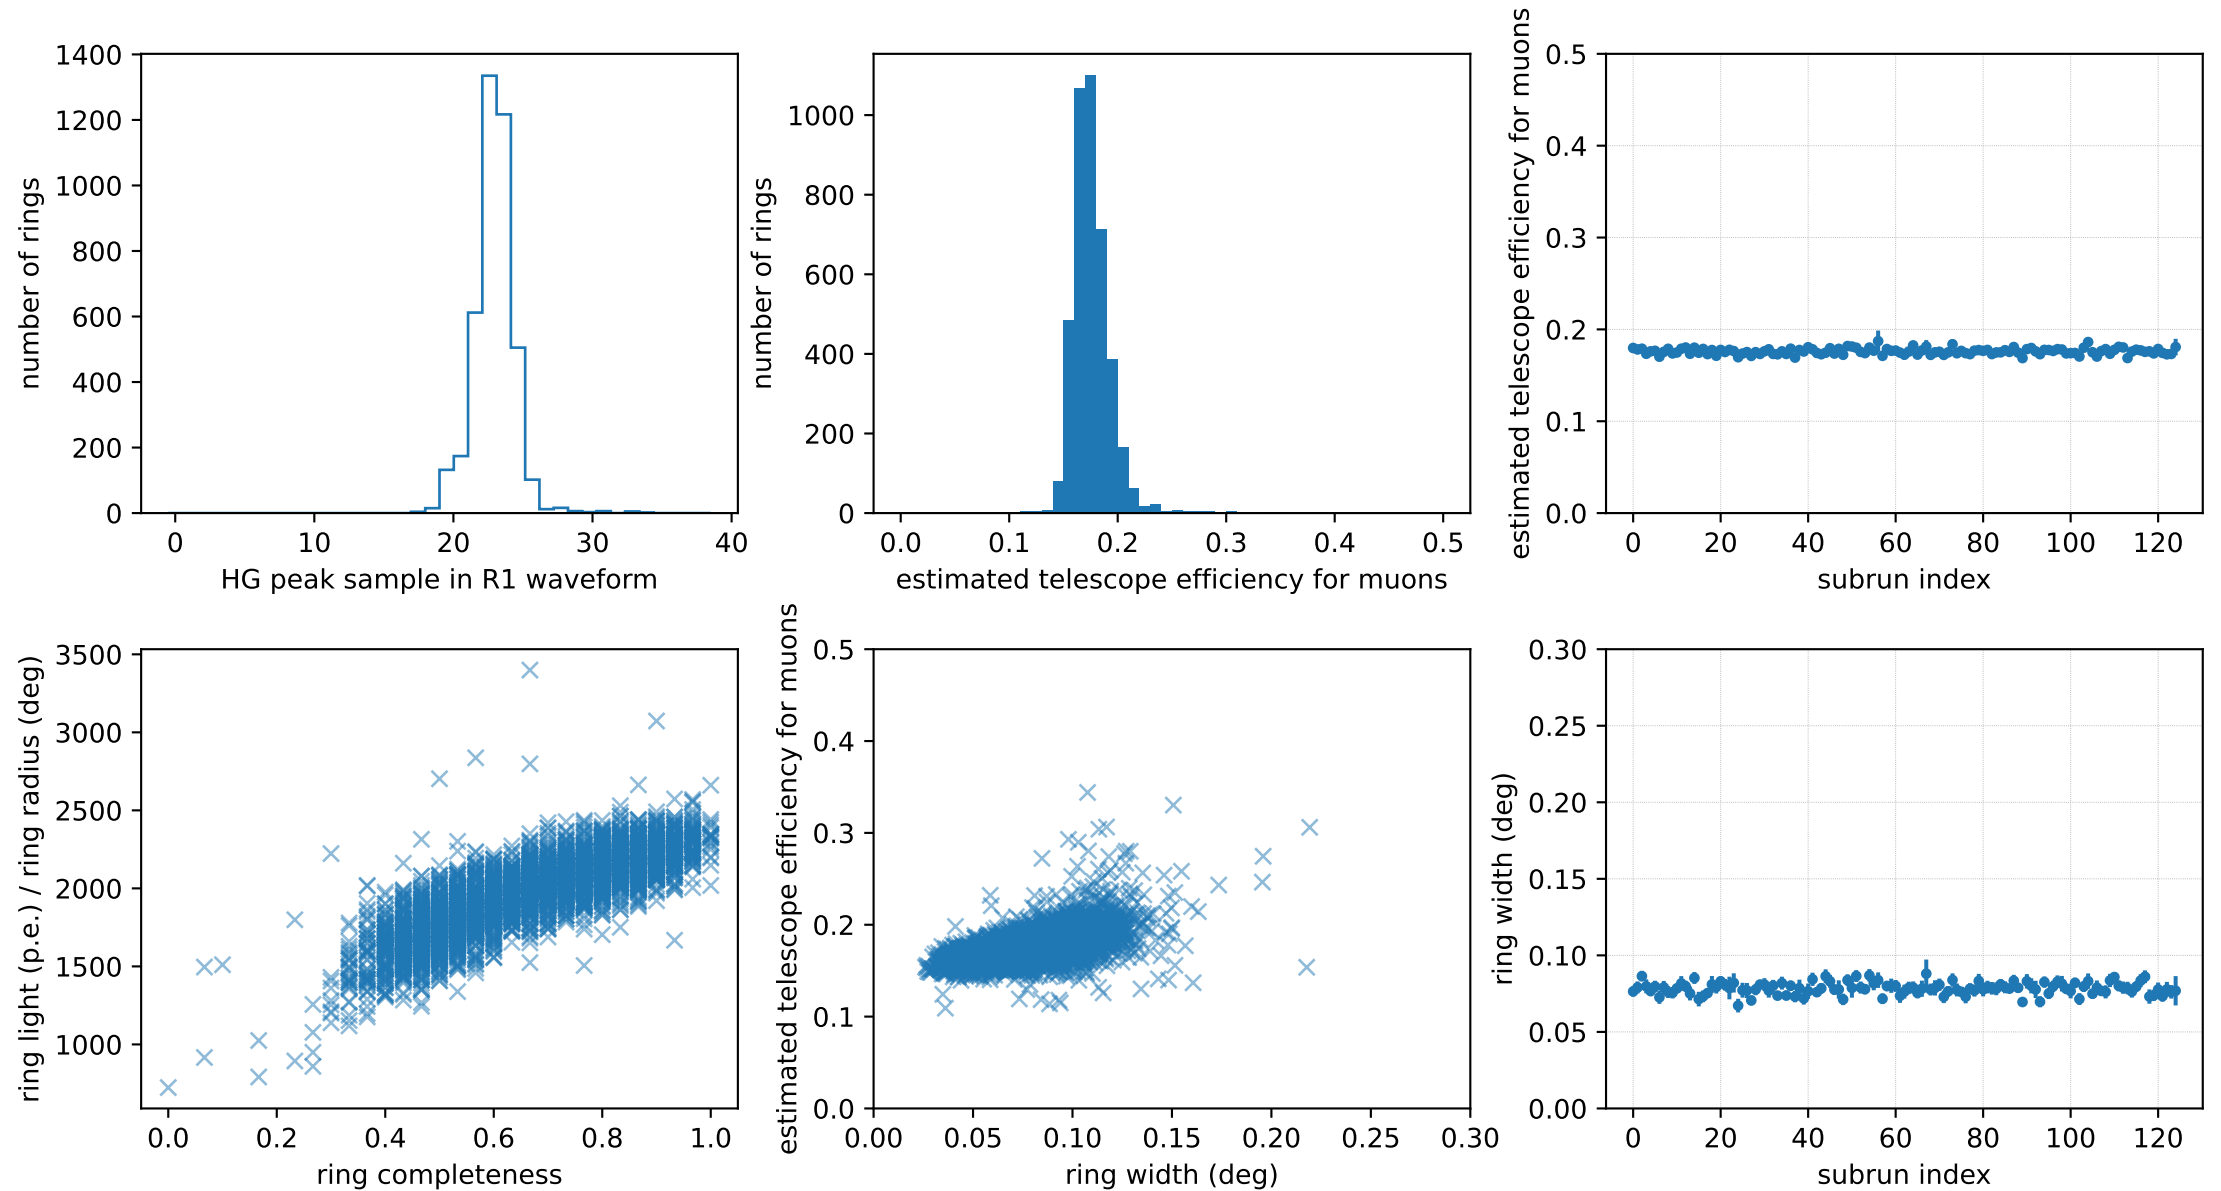 1400
1200
1000
800
600
400
200
0
number of rings
0 10 20 30 40
HG peak sample in R1 waveform
1000
800
600
400
200
0
number of rings
0.0 0.1 0.2 0.3 0.4 0.5
estimated telescope efficiency for muons
0.5
0.4
0.3
0.2
0.1
0.0
estimated telescope efficiency for muons
0 20 40 60 80 100 120
subrun index
3500
3000
2500
2000
1500
1000
ring light (p.e.) / ring radius (deg)
0.0 0.2 0.4 0.6 0.8 1.0
ring completeness
0.5
0.4
0.3
0.2
0.1
0.0
estimated telescope efficiency for muons
0.00 0.05 0.10 0.15 0.20 0.25 0.30
ring width (deg)
0.30
0.25
0.20
0.15
0.10
0.05
0.00
ring width (deg)
0 20 40 60 80 100 120
subrun index